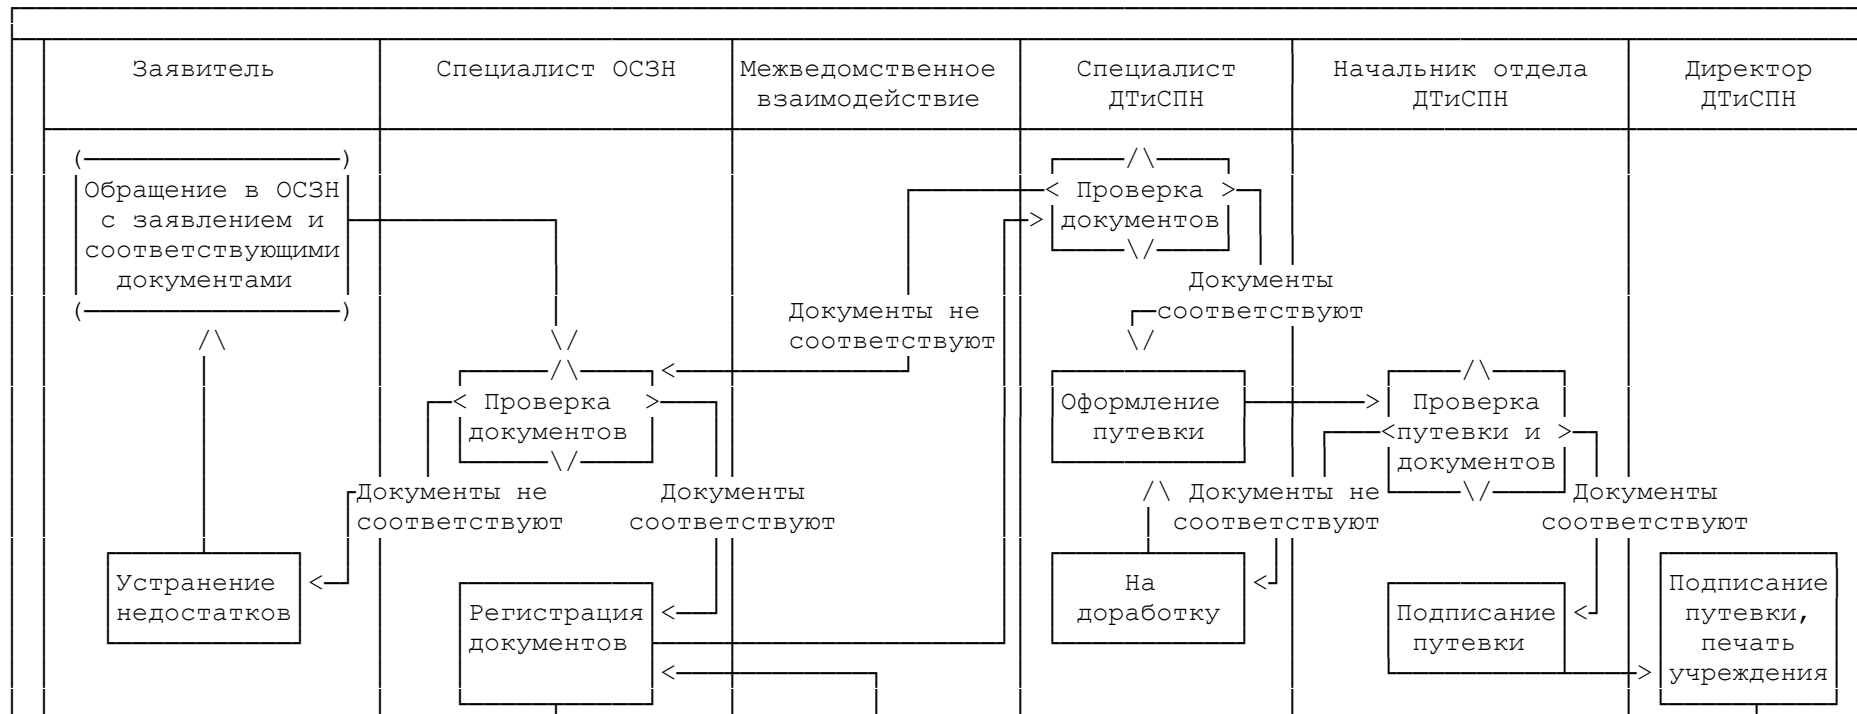 Заявитель
Специалист ОСЗН
Межведомственное
взаимодействие
Специалист
ДТиСПН
Начальник отдела
ДТиСПН
Директор
ДТиСПН
Обращение в ОСЗН
с заявлением и
соответствующими
документами
Проверка
документов
Документы
соответствуют
Документы не
соответствуют
Проверка
документов
Оформление
путевки
Проверка
путевки и
документов
Документы не
соответствуют
Документы
соответствуют
Документы не
соответствуют
Документы
соответствуют
Устранение
недостатков
Регистрация
документов
На
доработку
Подписание
путевки
Подписание
путевки,
печать
учреждения